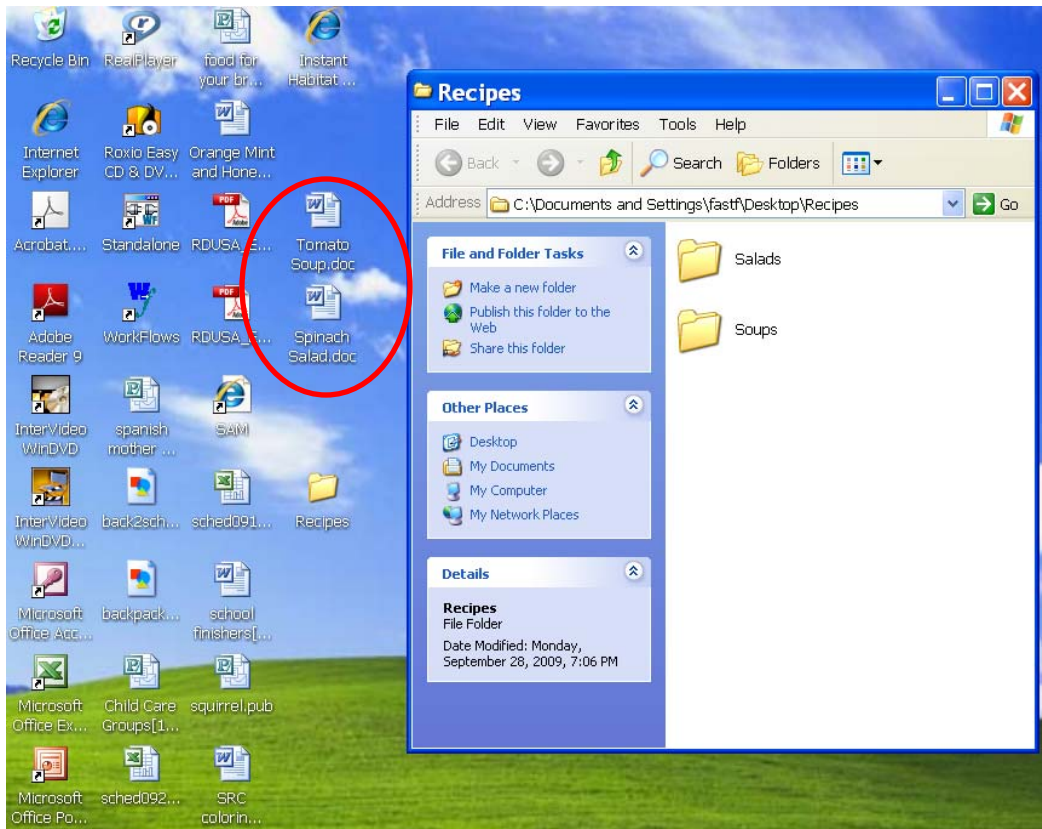 Recycle Bin
RealPlayer
food for
your br...
Instant
Habitat ...
Internet
Explorer
Roxio Easy
CD & DV...
Orange Mint
and Hone...
Acrobat....
Standalone
RDUSA_E...
Tomato
Soup.doc
Adobe
Reader 9
WorkFlows
RDUSA_E...
Spinach
Salad.doc
InterVideo
WinDVD
spanish
mother ...
SAM
InterVideo
WinDVD...
back2sch...
sched091...
Recipes
Microsoft
Office Acc...
backpack...
school
finishers[...
Microsoft
Office Ex...
Child Care
Groups[1...
squirrel.pub
Microsoft
Office Po...
sched092...
SRC
colorin...
Recipes
File Edit View Favorites Tools Help
Back Search Folders
Address C:\Documents and Settings\fastf\Desktop\Recipes Go
File and Folder Tasks
Make a new folder
Publish this folder to the
Web
Share this folder
Other Places
Desktop
My Documents
My Computer
My Network Places
Details
Recipes
File Folder
Date Modified: Monday,
September 28, 2009, 7:06 PM
Salads
Soups